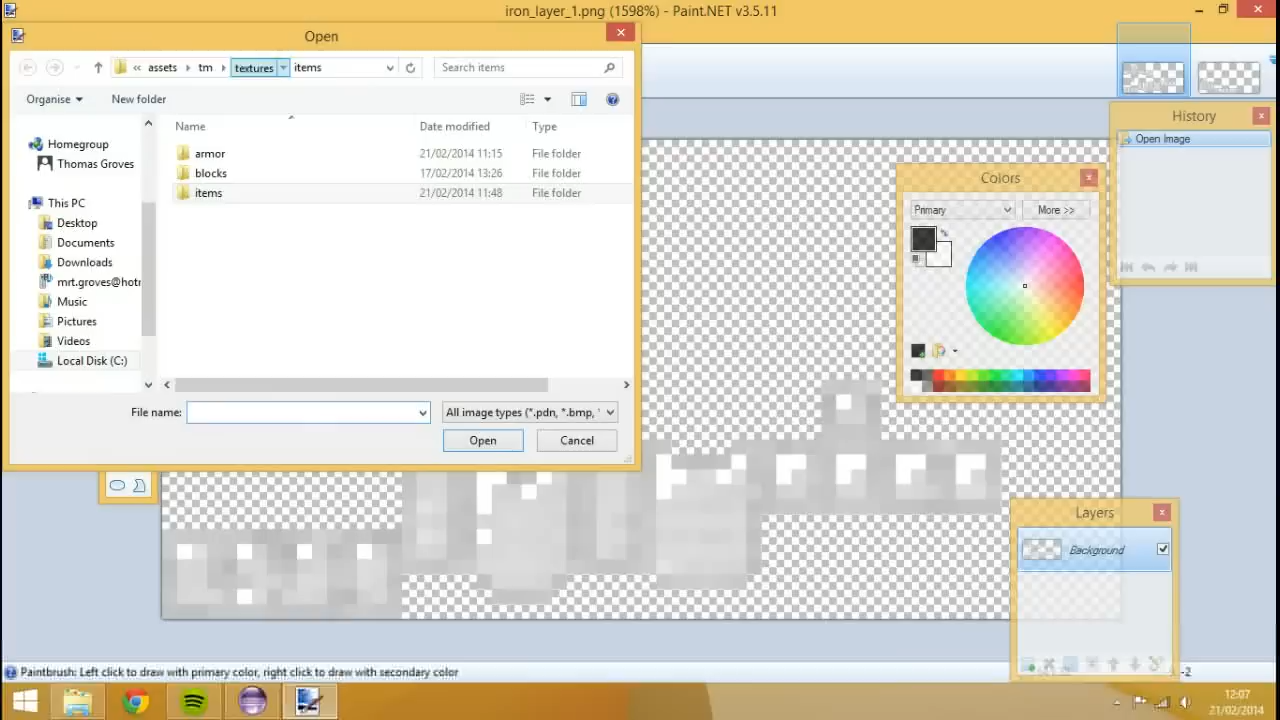 iron_layer_1.png (1598%) - Paint.NET v3.5.11
Open
« assets tm textures items
Search items
Organise
New folder
Name Date modified Type
armor 21/02/2014 11:15 File folder
blocks 17/02/2014 13:26 File folder
items 21/02/2014 11:48 File folder
Homegroup
Thomas Groves
This PC
Desktop
Documents
Downloads
mrt.groves@hotr
Music
Pictures
Videos
Local Disk (C:)
File name:
All image types (*.pdn, *.bmp, *
Open
Cancel
History
Open Image
Colors
Primary
More >>
Layers
Background
Paintbrush: Left click to draw with primary color, right click to draw with secondary color
-2
12:07
21/02/2014